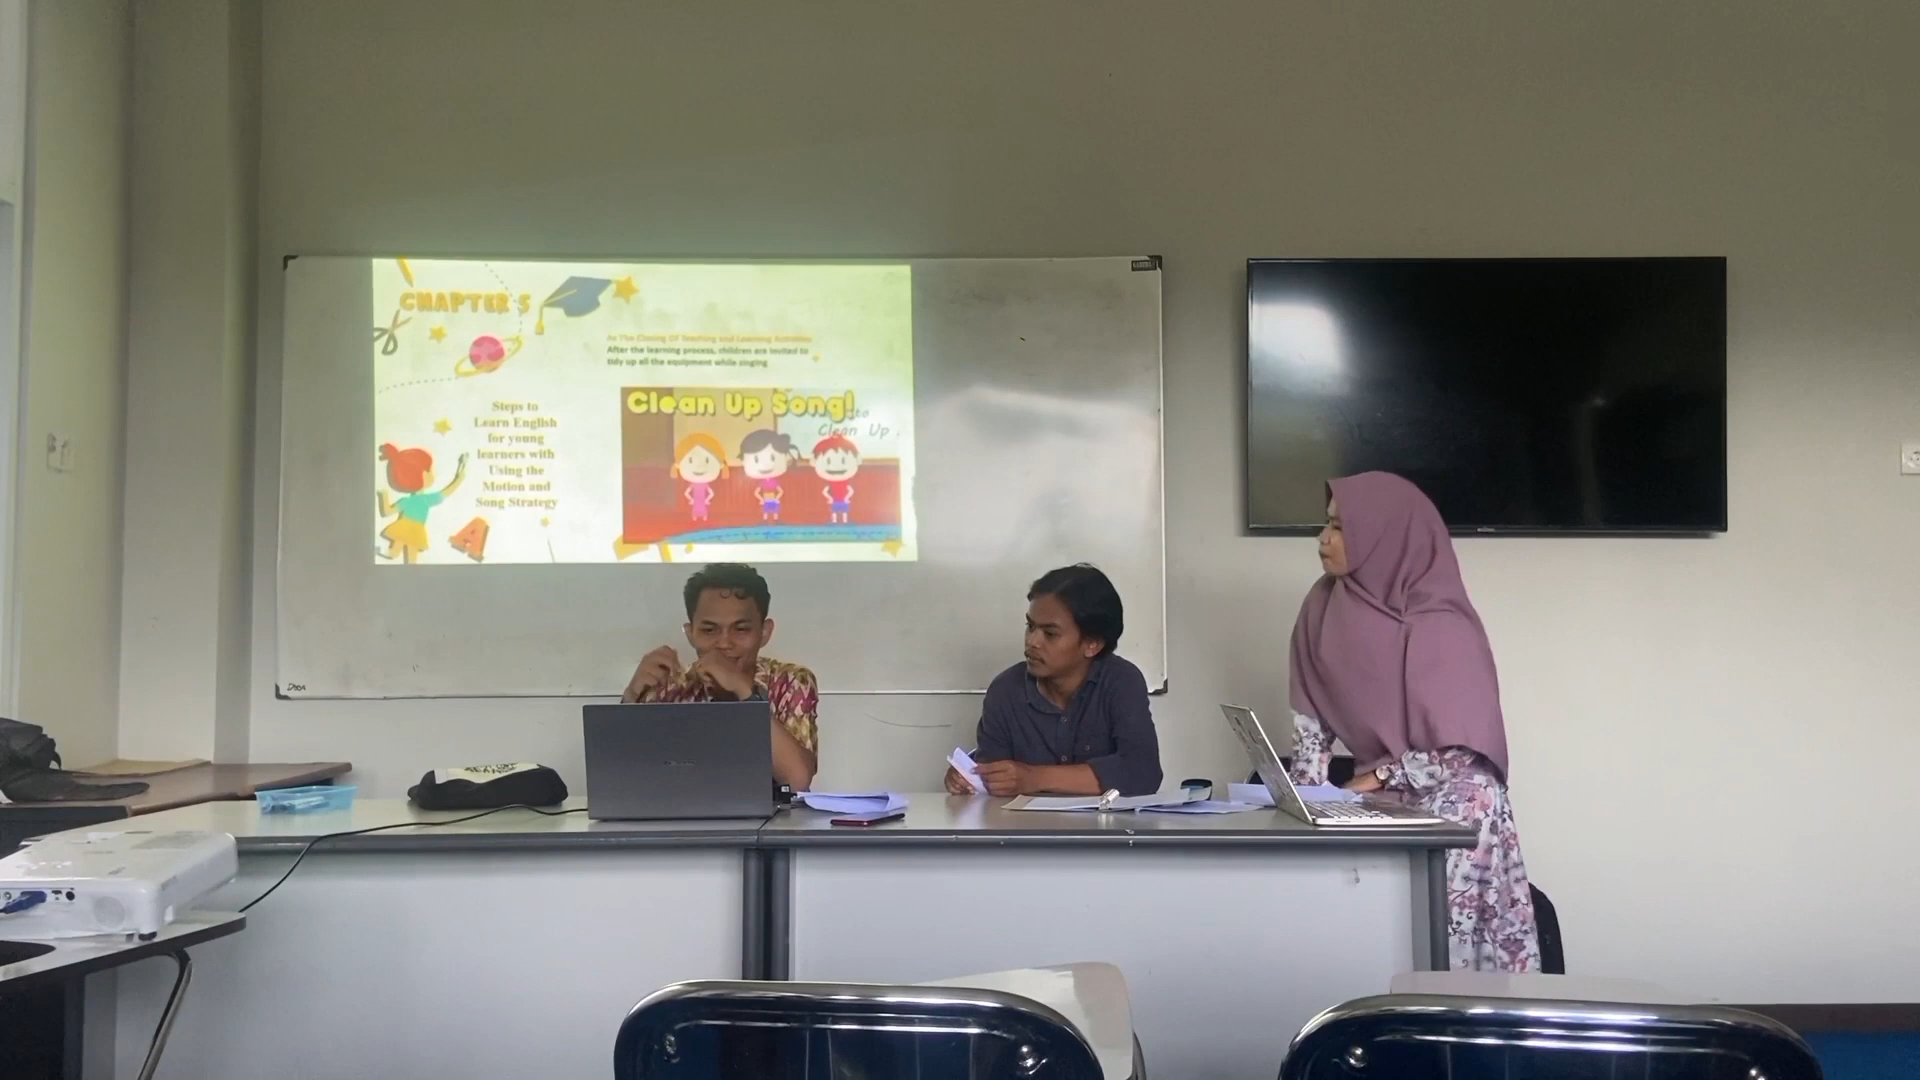 CHAPTER 5
As The Closing Of Teaching and Learning Activities
After the learning process, children are invited to
tidy up all the equipment while singing
Steps to
Learn English
for young
learners with
Using the
Motion and
Song Strategy
Clean Up Song!
to
Clean Up.
A